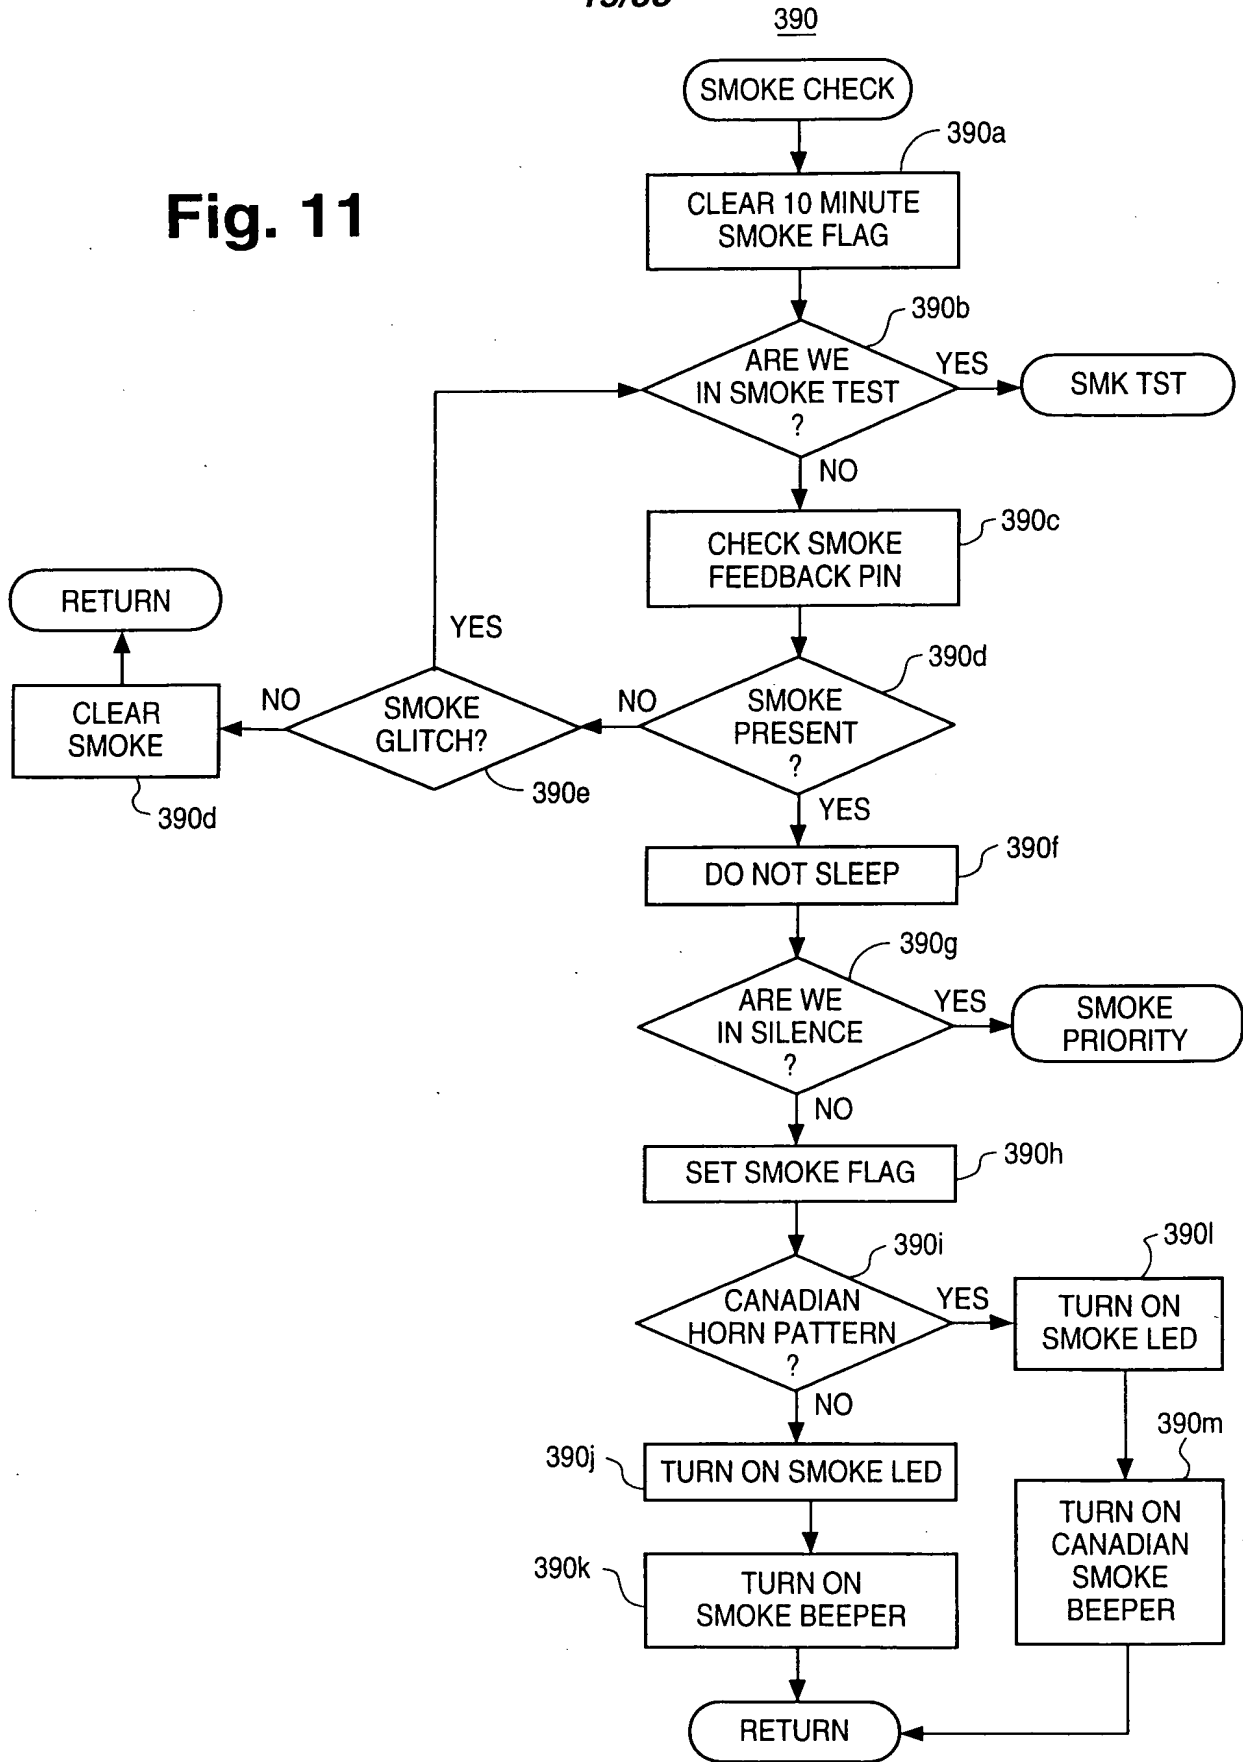 390
SMOKE CHECK
390a
Fig. 11
CLEAR 10 MINUTE
SMOKE FLAG
390b
ARE WE
IN SMOKE TEST
?
YES
SMK TST
NO
390c
CHECK SMOKE
FEEDBACK PIN
RETURN
YES
390d
SMOKE
PRESENT
?
NO
SMOKE
GLITCH?
NO
CLEAR
SMOKE
390e
390d
YES
390f
DO NOT SLEEP
390g
ARE WE
IN SILENCE
?
YES
SMOKE
PRIORITY
NO
390h
SET SMOKE FLAG
390i
390l
CANADIAN
HORN PATTERN
?
YES
TURN ON
SMOKE LED
NO
390m
390j
TURN ON SMOKE LED
TURN ON
CANADIAN
SMOKE
BEEPER
390k
TURN ON
SMOKE BEEPER
RETURN